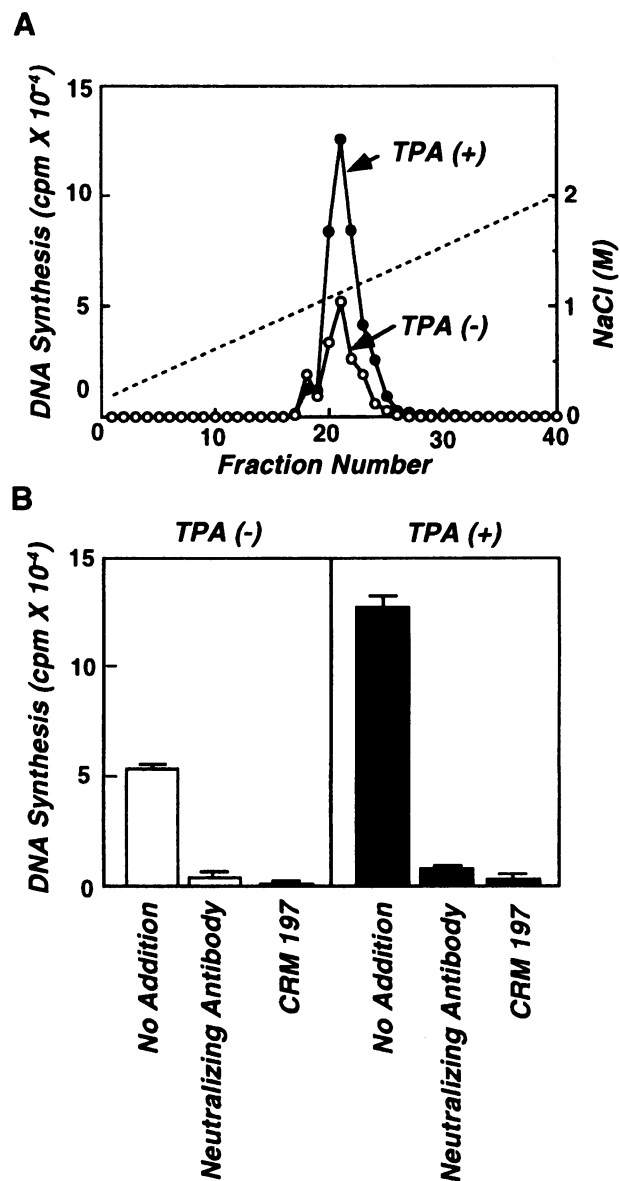 A
DNA Synthesis (cpm X 10⁻⁴)
15
10
5
0
TPA (+)
TPA (-)
2
1
0
NaCl (M)
0
10
20
30
40
Fraction Number
B
TPA (-)
TPA (+)
DNA Synthesis (cpm X 10⁻⁴)
15
10
5
0
No Addition
Neutralizing Antibody
CRM 197
No Addition
Neutralizing Antibody
CRM 197